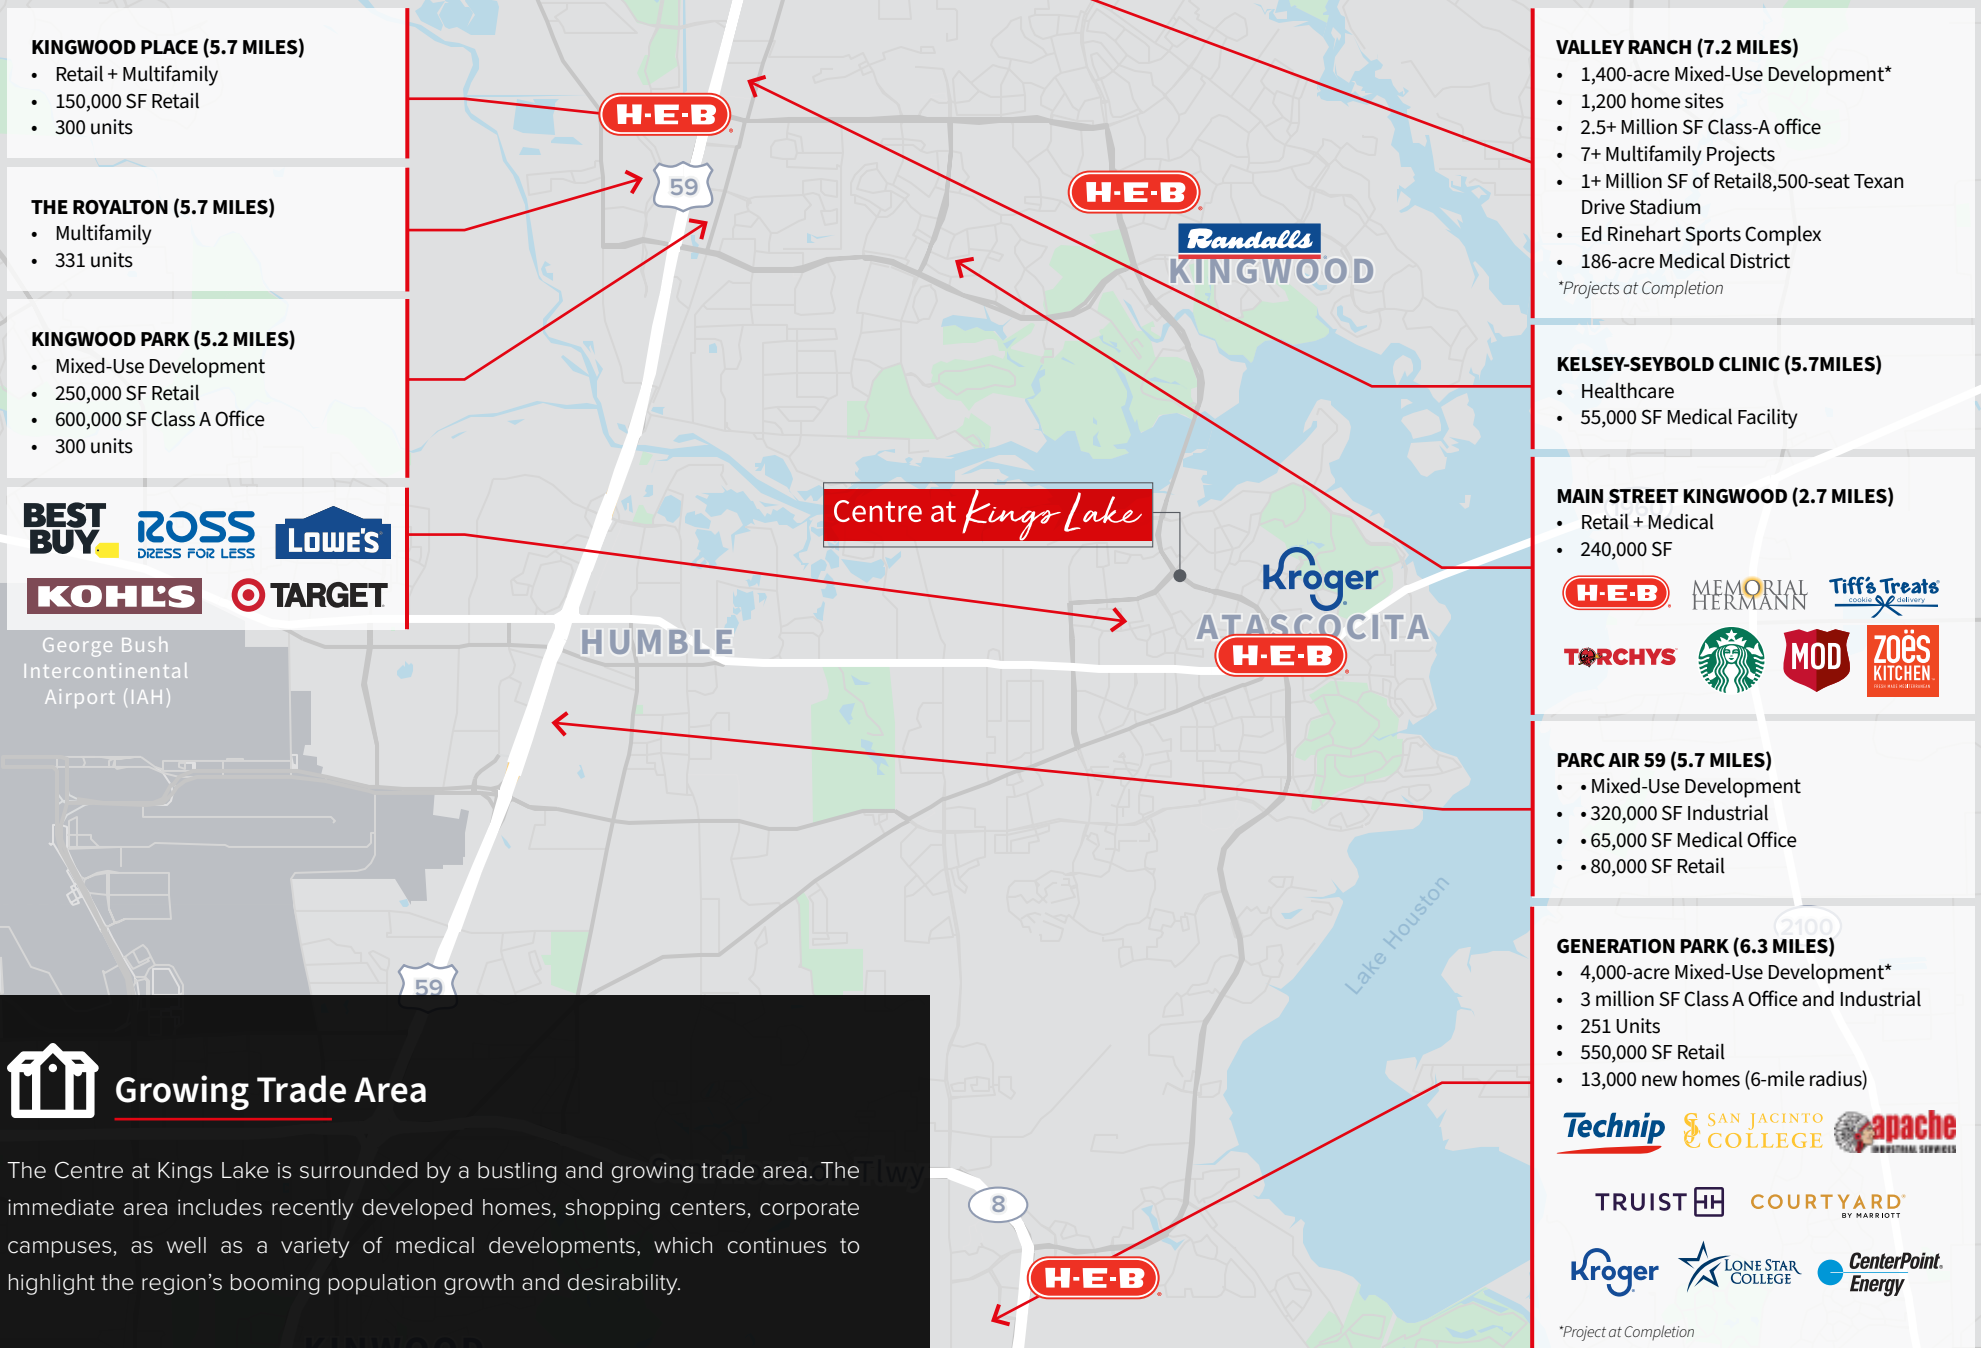 KINGWOOD PLACE (5.7 MILES)
• Retail + Multifamily
• 150,000 SF Retail
• 300 units
THE ROYALTON (5.7 MILES)
• Multifamily
• 331 units
KINGWOOD PARK (5.2 MILES)
• Mixed-Use Development
• 250,000 SF Retail
• 600,000 SF Class A Office
• 300 units
BEST
BUY
ROSS
DRESS FOR LESS
LOWE'S
KOHL'S
TARGET
George Bush
Intercontinental
Airport (IAH)
H-E-B
59
H-E-B
Randalls
KINGWOOD
Centre at Kings Lake
Kroger
ATASCOCITA
H-E-B
HUMBLE
Lake Houston
59
8
H-E-B
Growing Trade Area
The Centre at Kings Lake is surrounded by a bustling and growing trade area. The
immediate area includes recently developed homes, shopping centers, corporate
campuses, as well as a variety of medical developments, which continues to
highlight the region’s booming population growth and desirability.
VALLEY RANCH (7.2 MILES)
• 1,400-acre Mixed-Use Development*
• 1,200 home sites
• 2.5+ Million SF Class-A office
• 7+ Multifamily Projects
• 1+ Million SF of Retail8,500-seat Texan
Drive Stadium
• Ed Rinehart Sports Complex
• 186-acre Medical District
*Projects at Completion
KELSEY-SEYBOLD CLINIC (5.7MILES)
• Healthcare
• 55,000 SF Medical Facility
MAIN STREET KINGWOOD (2.7 MILES)
1960
• Retail + Medical
• 240,000 SF
H-E-B
MEMORIAL
HERMANN
Tiff's Treats
cookie delivery
TORCHYS
MOD
ZOËS
KITCHEN
PARC AIR 59 (5.7 MILES)
• • Mixed-Use Development
• • 320,000 SF Industrial
• • 65,000 SF Medical Office
• • 80,000 SF Retail
2100
GENERATION PARK (6.3 MILES)
• 4,000-acre Mixed-Use Development*
• 3 million SF Class A Office and Industrial
• 251 Units
• 550,000 SF Retail
• 13,000 new homes (6-mile radius)
Technip
SAN JACINTO
COLLEGE
apache
INDUSTRIAL SERVICES
TRUIST
COURTYARD
BY MARRIOTT
Kroger
LONE STAR
COLLEGE
CenterPoint.
Energy
*Project at Completion